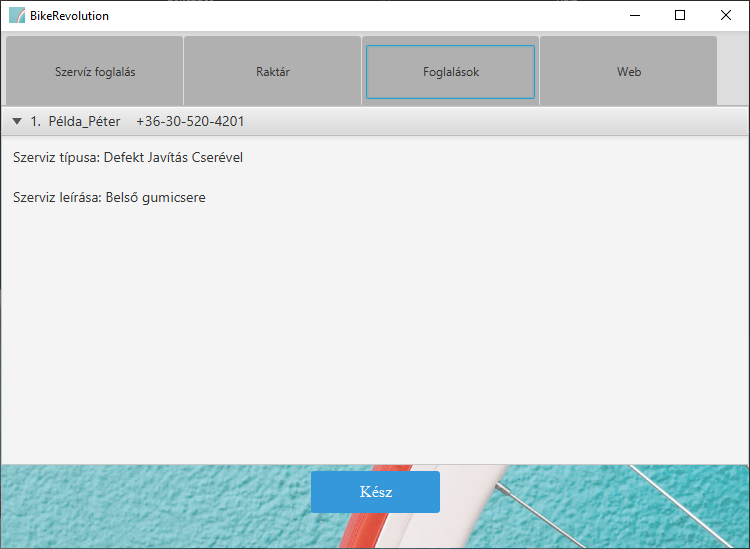 BikeRevolution
Szervíz foglalás
Raktár
Foglalások
Web
1. Példa_Péter +36-30-520-4201
Szerviz típusa: Defekt Javítás Cserével
Szerviz leírása: Belső gumicsere
Kész